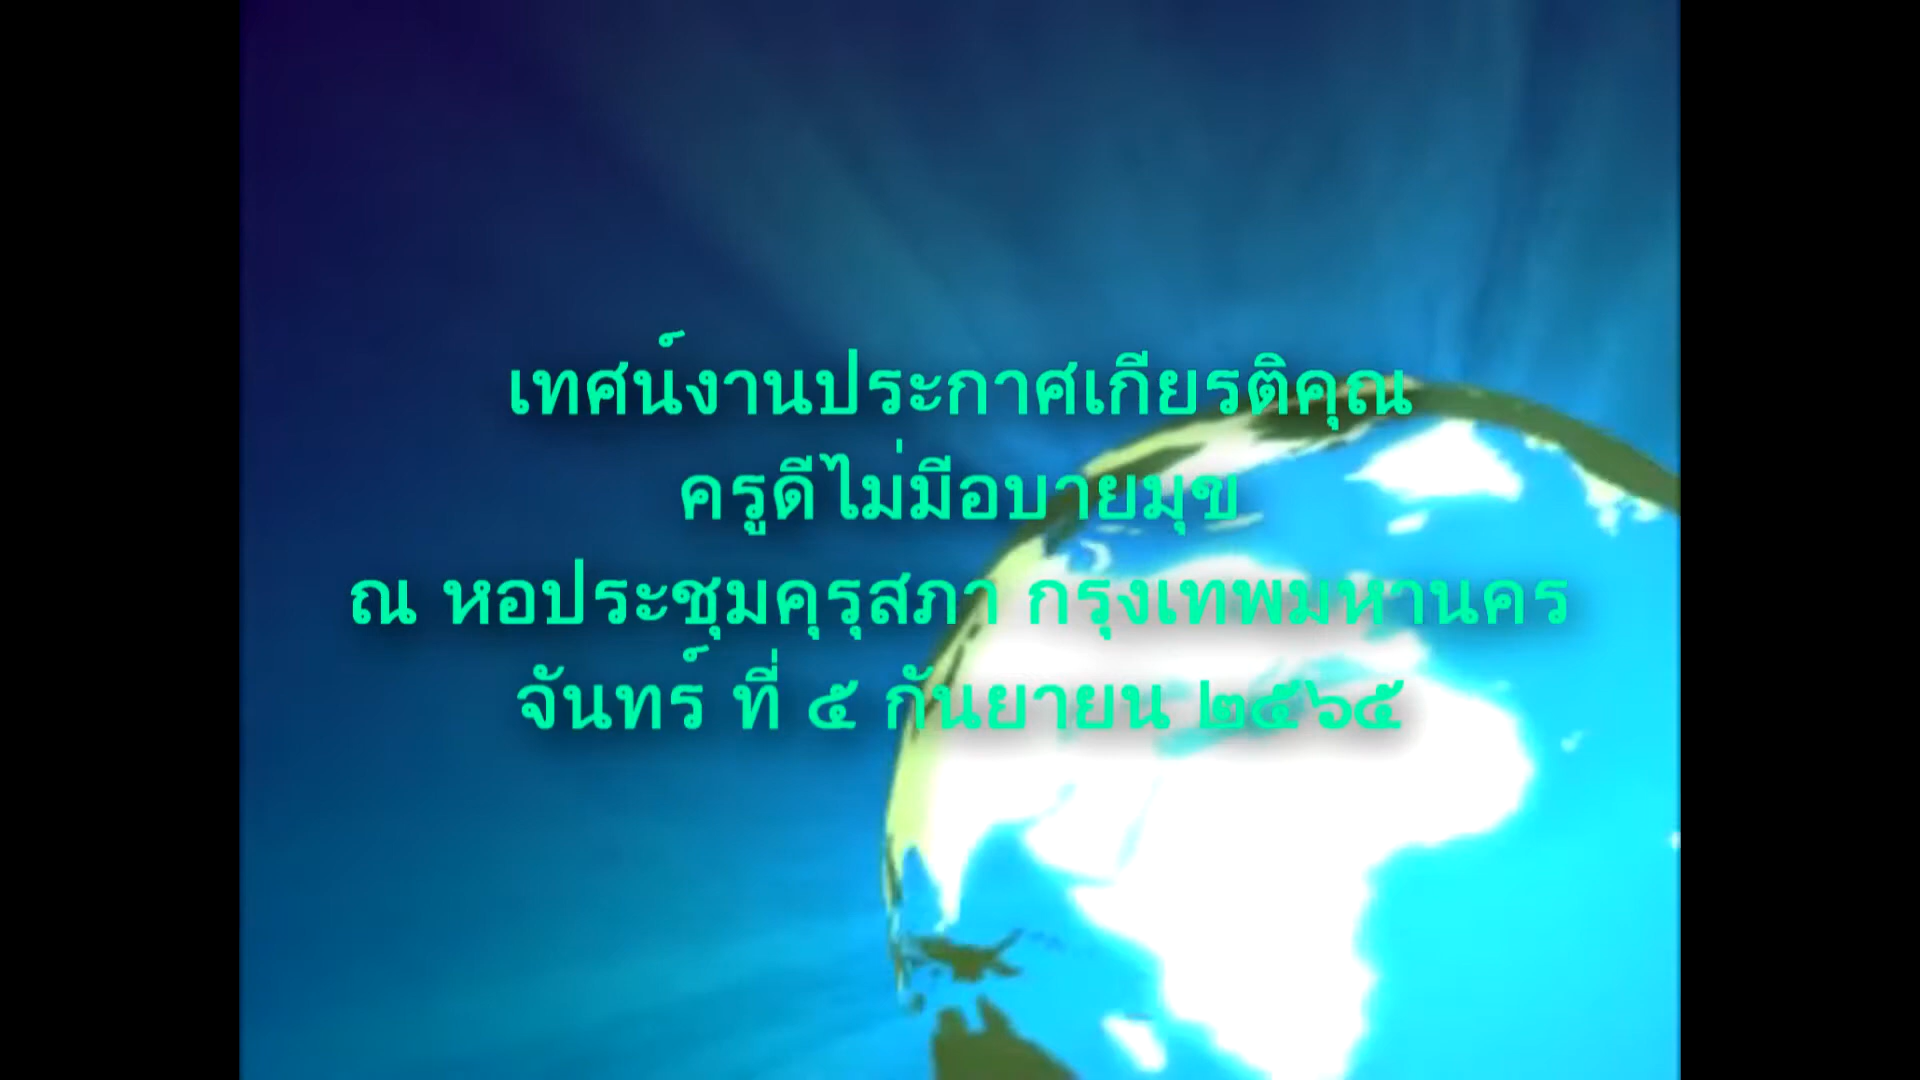 เทศน์งานประกาศเกียรติคุณ
ครูดีไม่มีอบายมุข
ณ หอประชุมคุรุสภา กรุงเทพมหานคร
จันทร์ ที่ ๕ กันยายน ๒๕๖๕